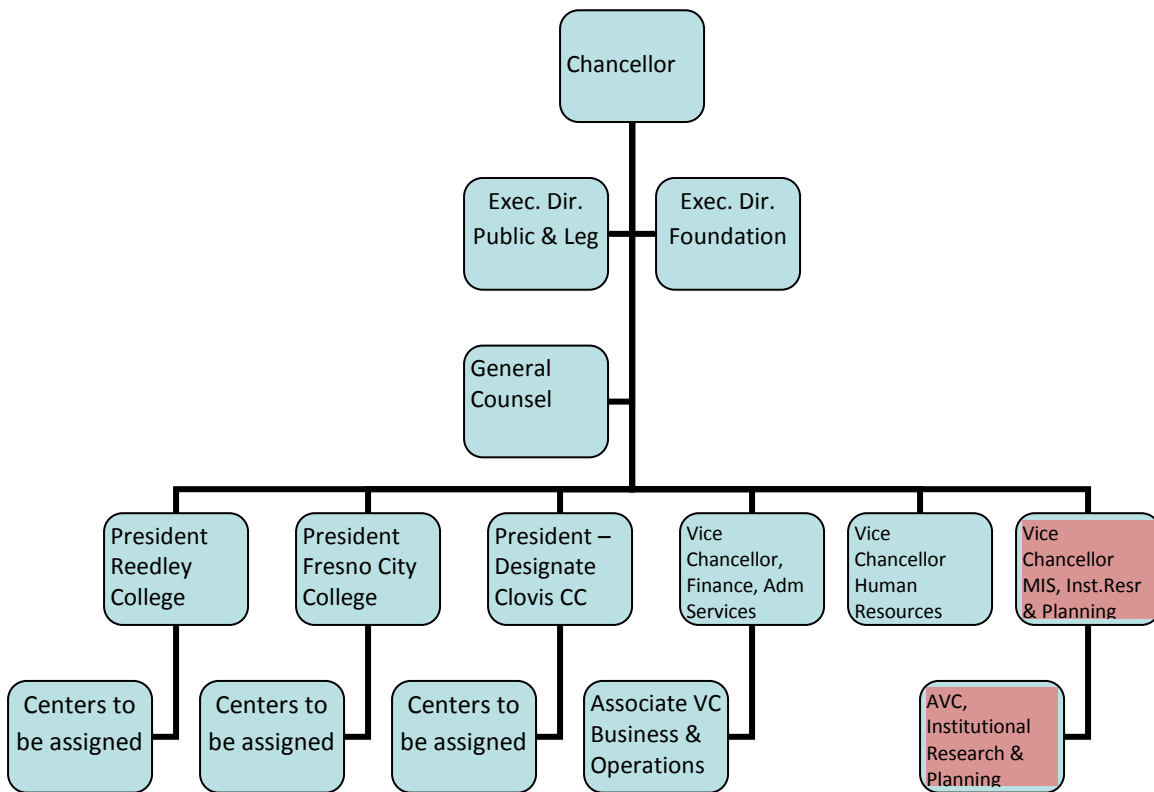 Chancellor
Exec. Dir.
Public & Leg
Exec. Dir.
Foundation
General
Counsel
President
Reedley
College
President
Fresno City
College
President –
Designate
Clovis CC
Vice
Chancellor,
Finance, Adm
Services
Vice
Chancellor
Human
Resources
Vice
Chancellor
MIS, Inst.Resr
& Planning
Centers to
be assigned
Centers to
be assigned
Centers to
be assigned
Associate VC
Business &
Operations
AVC,
Institutional
Research &
Planning